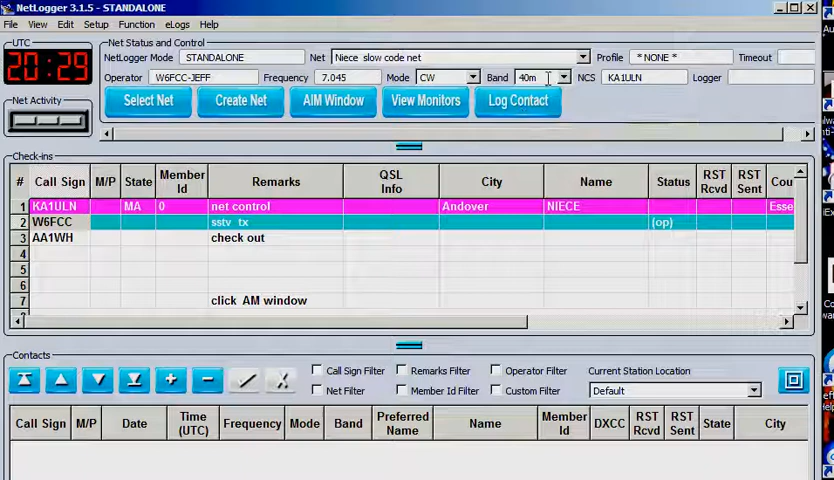 NetLogger 3.1.5 - STANDALONE
File View Edit Setup Function eLogs Help
UTC
20:29
Net Activity
Net Status and Control
NetLogger Mode STANDALONE Net Niece slow code net Profile * NONE * Timeout
Operator W6FCC-JEFF Frequency 7.045 Mode CW Band 40m NCS KA1ULN Logger
Select Net Create Net AIM Window View Monitors Log Contact
Check-ins
# Call Sign M/P State Member Id Remarks QSL Info City Name Status RST Rcvd RST Sent Cou
1 KA1ULN MA 0 net control Andover NIECE Esse
2 W6FCC sstv tx (op)
3 AA1WH check out
4
5
6
7 click AM window
Contacts
Call Sign Filter Remarks Filter Operator Filter Current Station Location
Net Filter Member Id Filter Custom Filter Default
Call Sign M/P Date Time (UTC) Frequency Mode Band Preferred Name Name Member Id DXCC RST Rcvd RST Sent State City